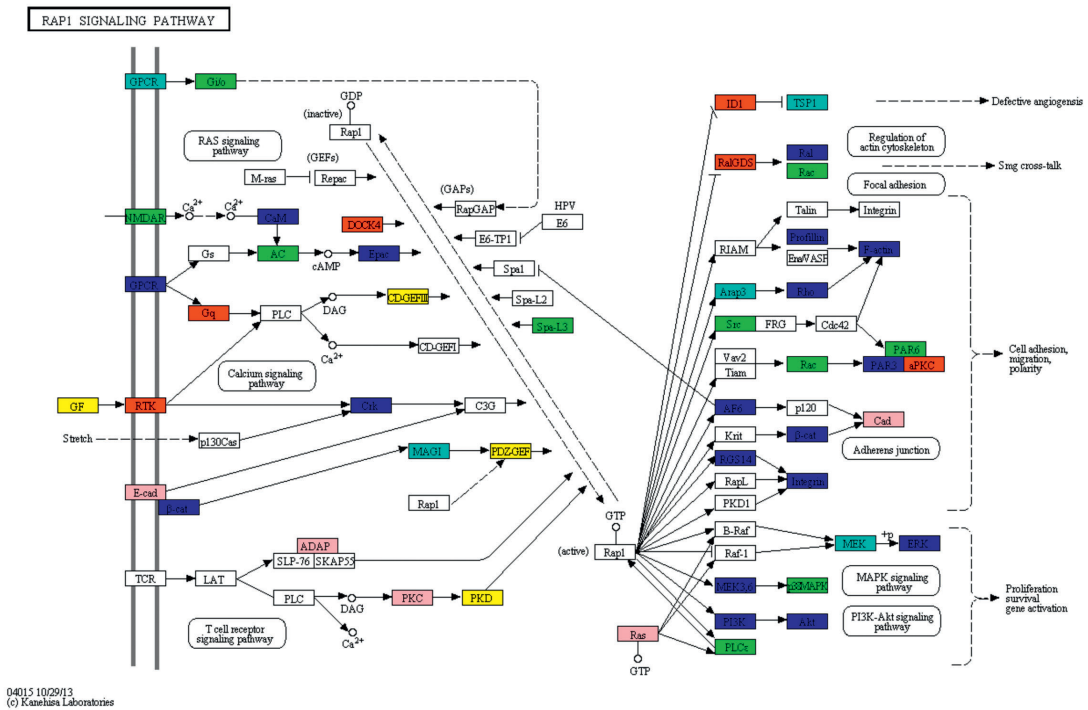 RAP1 SIGNALING PATHWAY
GPCR
Gi/o
GDP
(inactive)
Rap1
RAS signaling
pathway
(GEFs)
M-ras
Repac
(GAPs)
RapGAP
HPV
E6
E6-TP1
NMDAR
Ca2+
Ca2+
CaM
DOCK4
Gs
AC
cAMP
Epac
Spa1
GPCR
Gq
PLC
DAG
CD-GEFIII
Spa-L2
Spa-L3
Ca2+
CD-GEFI
Calcium signaling
pathway
GF
RTK
Crk
C3G
Stretch
p130Cas
MAGI
PDZ-GEF
E-cad
β-cat
Rap1
GTP
(active)
Rap1
ADAP
SLP-76
SKAP55
TCR
LAT
PLC
DAG
PKC
PKD
Ca2+
T cell receptor
signaling pathway
Ras
GTP
ID1
TSP1
Defective angiogenesis
RalGDS
Ral
Rac
Regulation of
actin cytoskeleton
Smg cross-talk
Focal adhesion
Talin
Integrin
RIAM
Profillin
Ena/VASP
F-actin
Arap3
Rho
Src
FRG
Cdc42
PAR6
Vav2
Tiam
Rac
PAR3
aPKC
Cell adhesion,
migration,
polarity
AF6
p120
Cad
Krit
β-cat
Adherens junction
RGS14
RapL
Integrin
PKD1
B-Raf
Raf-1
MEK
+p
ERK
MEK3,6
p38MAPK
MAPK signaling
pathway
Proliferation
survival
gene activation
PI3K
Akt
PI3K-Akt signaling
pathway
PLCε
04015 10/29/13
(c) Kanehisa Laboratories